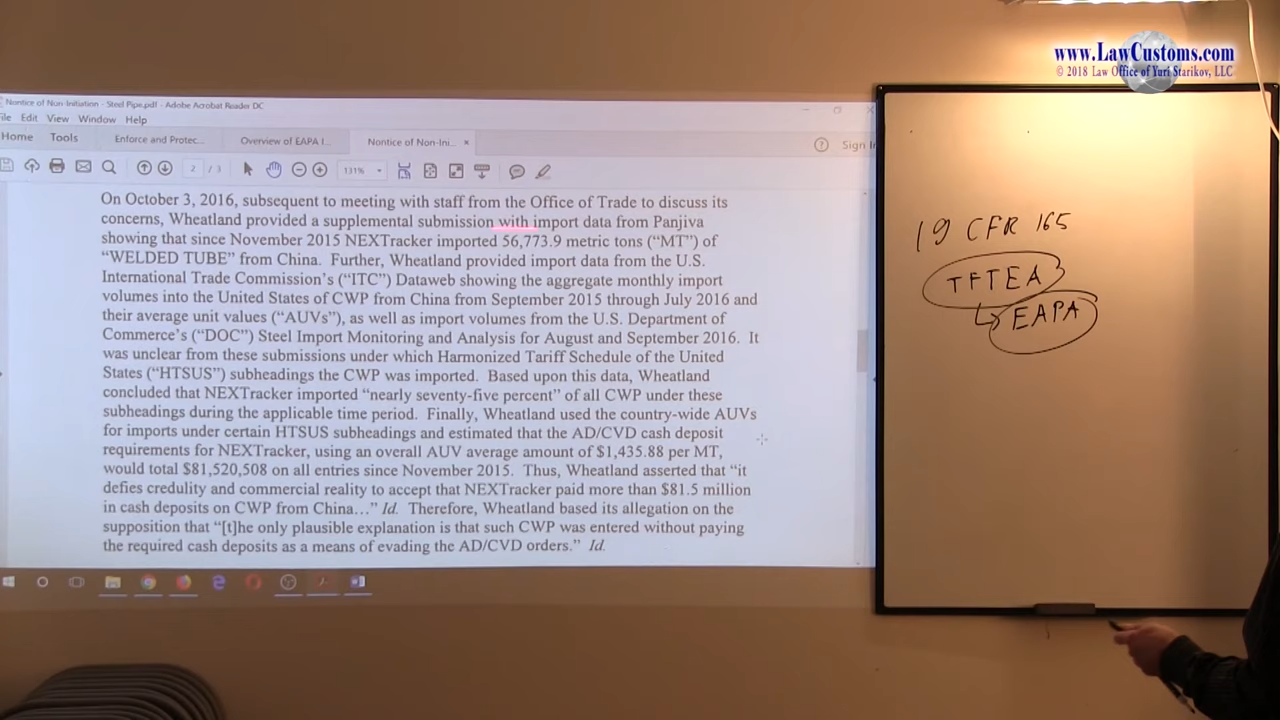 www.LawCustoms.com
© 2018 Law Office of Yuri Starikov, LLC
Nontice of Non-Initiation - Steel Pipe.pdf - Adobe Acrobat Reader DC
File Edit View Window Help
Home Tools Enforce and Protec... Overview of EAPA I... Nontice of Non-Ini... × ? Sign In
2 / 3 131%
On October 3, 2016, subsequent to meeting with staff from the Office of Trade to discuss its
concerns, Wheatland provided a supplemental submission with import data from Panjiva
showing that since November 2015 NEXTracker imported 56,773.9 metric tons (“MT”) of
“WELDED TUBE” from China. Further, Wheatland provided import data from the U.S.
International Trade Commission’s (“ITC”) Dataweb showing the aggregate monthly import
volumes into the United States of CWP from China from September 2015 through July 2016 and
their average unit values (“AUVs”), as well as import volumes from the U.S. Department of
Commerce’s (“DOC”) Steel Import Monitoring and Analysis for August and September 2016. It
was unclear from these submissions under which Harmonized Tariff Schedule of the United
States (“HTSUS”) subheadings the CWP was imported. Based upon this data, Wheatland
concluded that NEXTracker imported “nearly seventy-five percent” of all CWP under these
subheadings during the applicable time period. Finally, Wheatland used the country-wide AUVs
for imports under certain HTSUS subheadings and estimated that the AD/CVD cash deposit
requirements for NEXTracker, using an overall AUV average amount of $1,435.88 per MT,
would total $81,520,508 on all entries since November 2015. Thus, Wheatland asserted that “it
defies credulity and commercial reality to accept that NEXTracker paid more than $81.5 million
in cash deposits on CWP from China…” Id. Therefore, Wheatland based its allegation on the
supposition that “[t]he only plausible explanation is that such CWP was entered without paying
the required cash deposits as a means of evading the AD/CVD orders.” Id.
19 CFR 165
TFTEA
EAPA